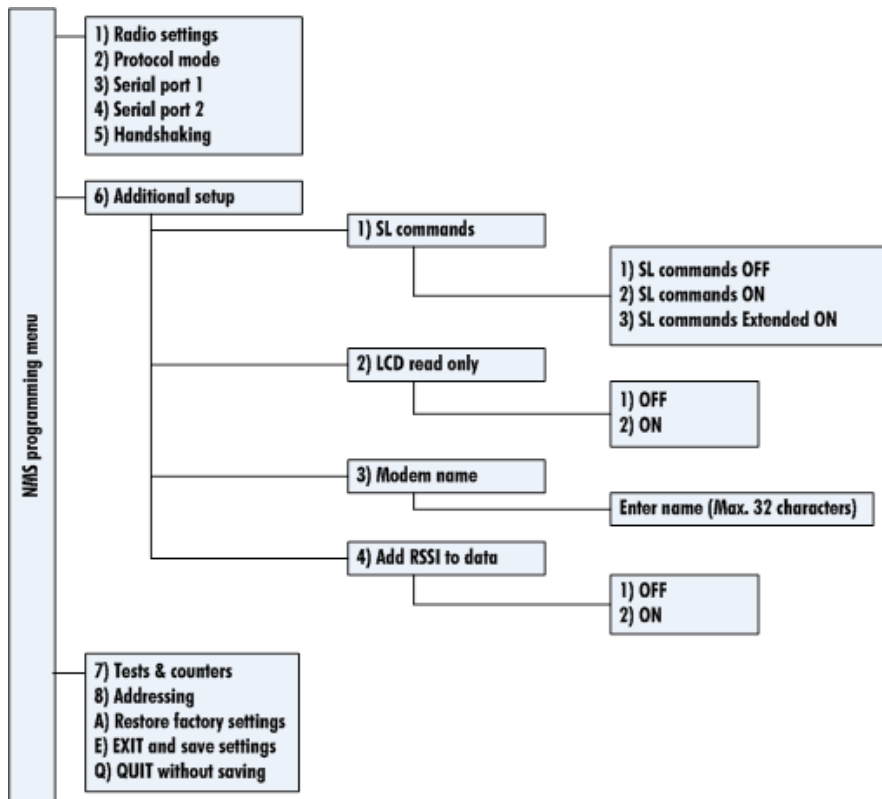 NMS programming menu
1) Radio settings
2) Protocol mode
3) Serial port 1
4) Serial port 2
5) Handshaking
6) Additional setup
1) SL commands
1) SL commands OFF
2) SL commands ON
3) SL commands Extended ON
2) LCD read only
1) OFF
2) ON
3) Modem name
Enter name (Max. 32 characters)
4) Add RSSI to data
1) OFF
2) ON
7) Tests & counters
8) Addressing
A) Restore factory settings
E) EXIT and save settings
Q) QUIT without saving